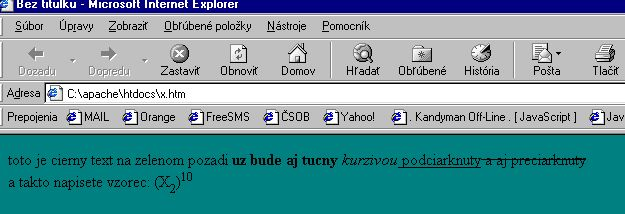 Bez titulku - Microsoft Internet Explorer
Súbor Úpravy Zobraziť Obľúbené položky Nástroje Pomocník
Dozadu Dopredu Zastaviť Obnoviť Domov Hľadať Obľúbené História Pošta Tlačiť
Adresa C:\apache\htdocs\x.htm
Prepojenia MAIL Orange FreeSMS ČSOB Yahoo! . Kandyman Off-Line . [ JavaScript ] Jav
toto je cierny text na zelenom pozadi uz bude aj tucny kurzivou podciarknuty a aj preciarknuty
a takto napisete vzorec: (X2)10